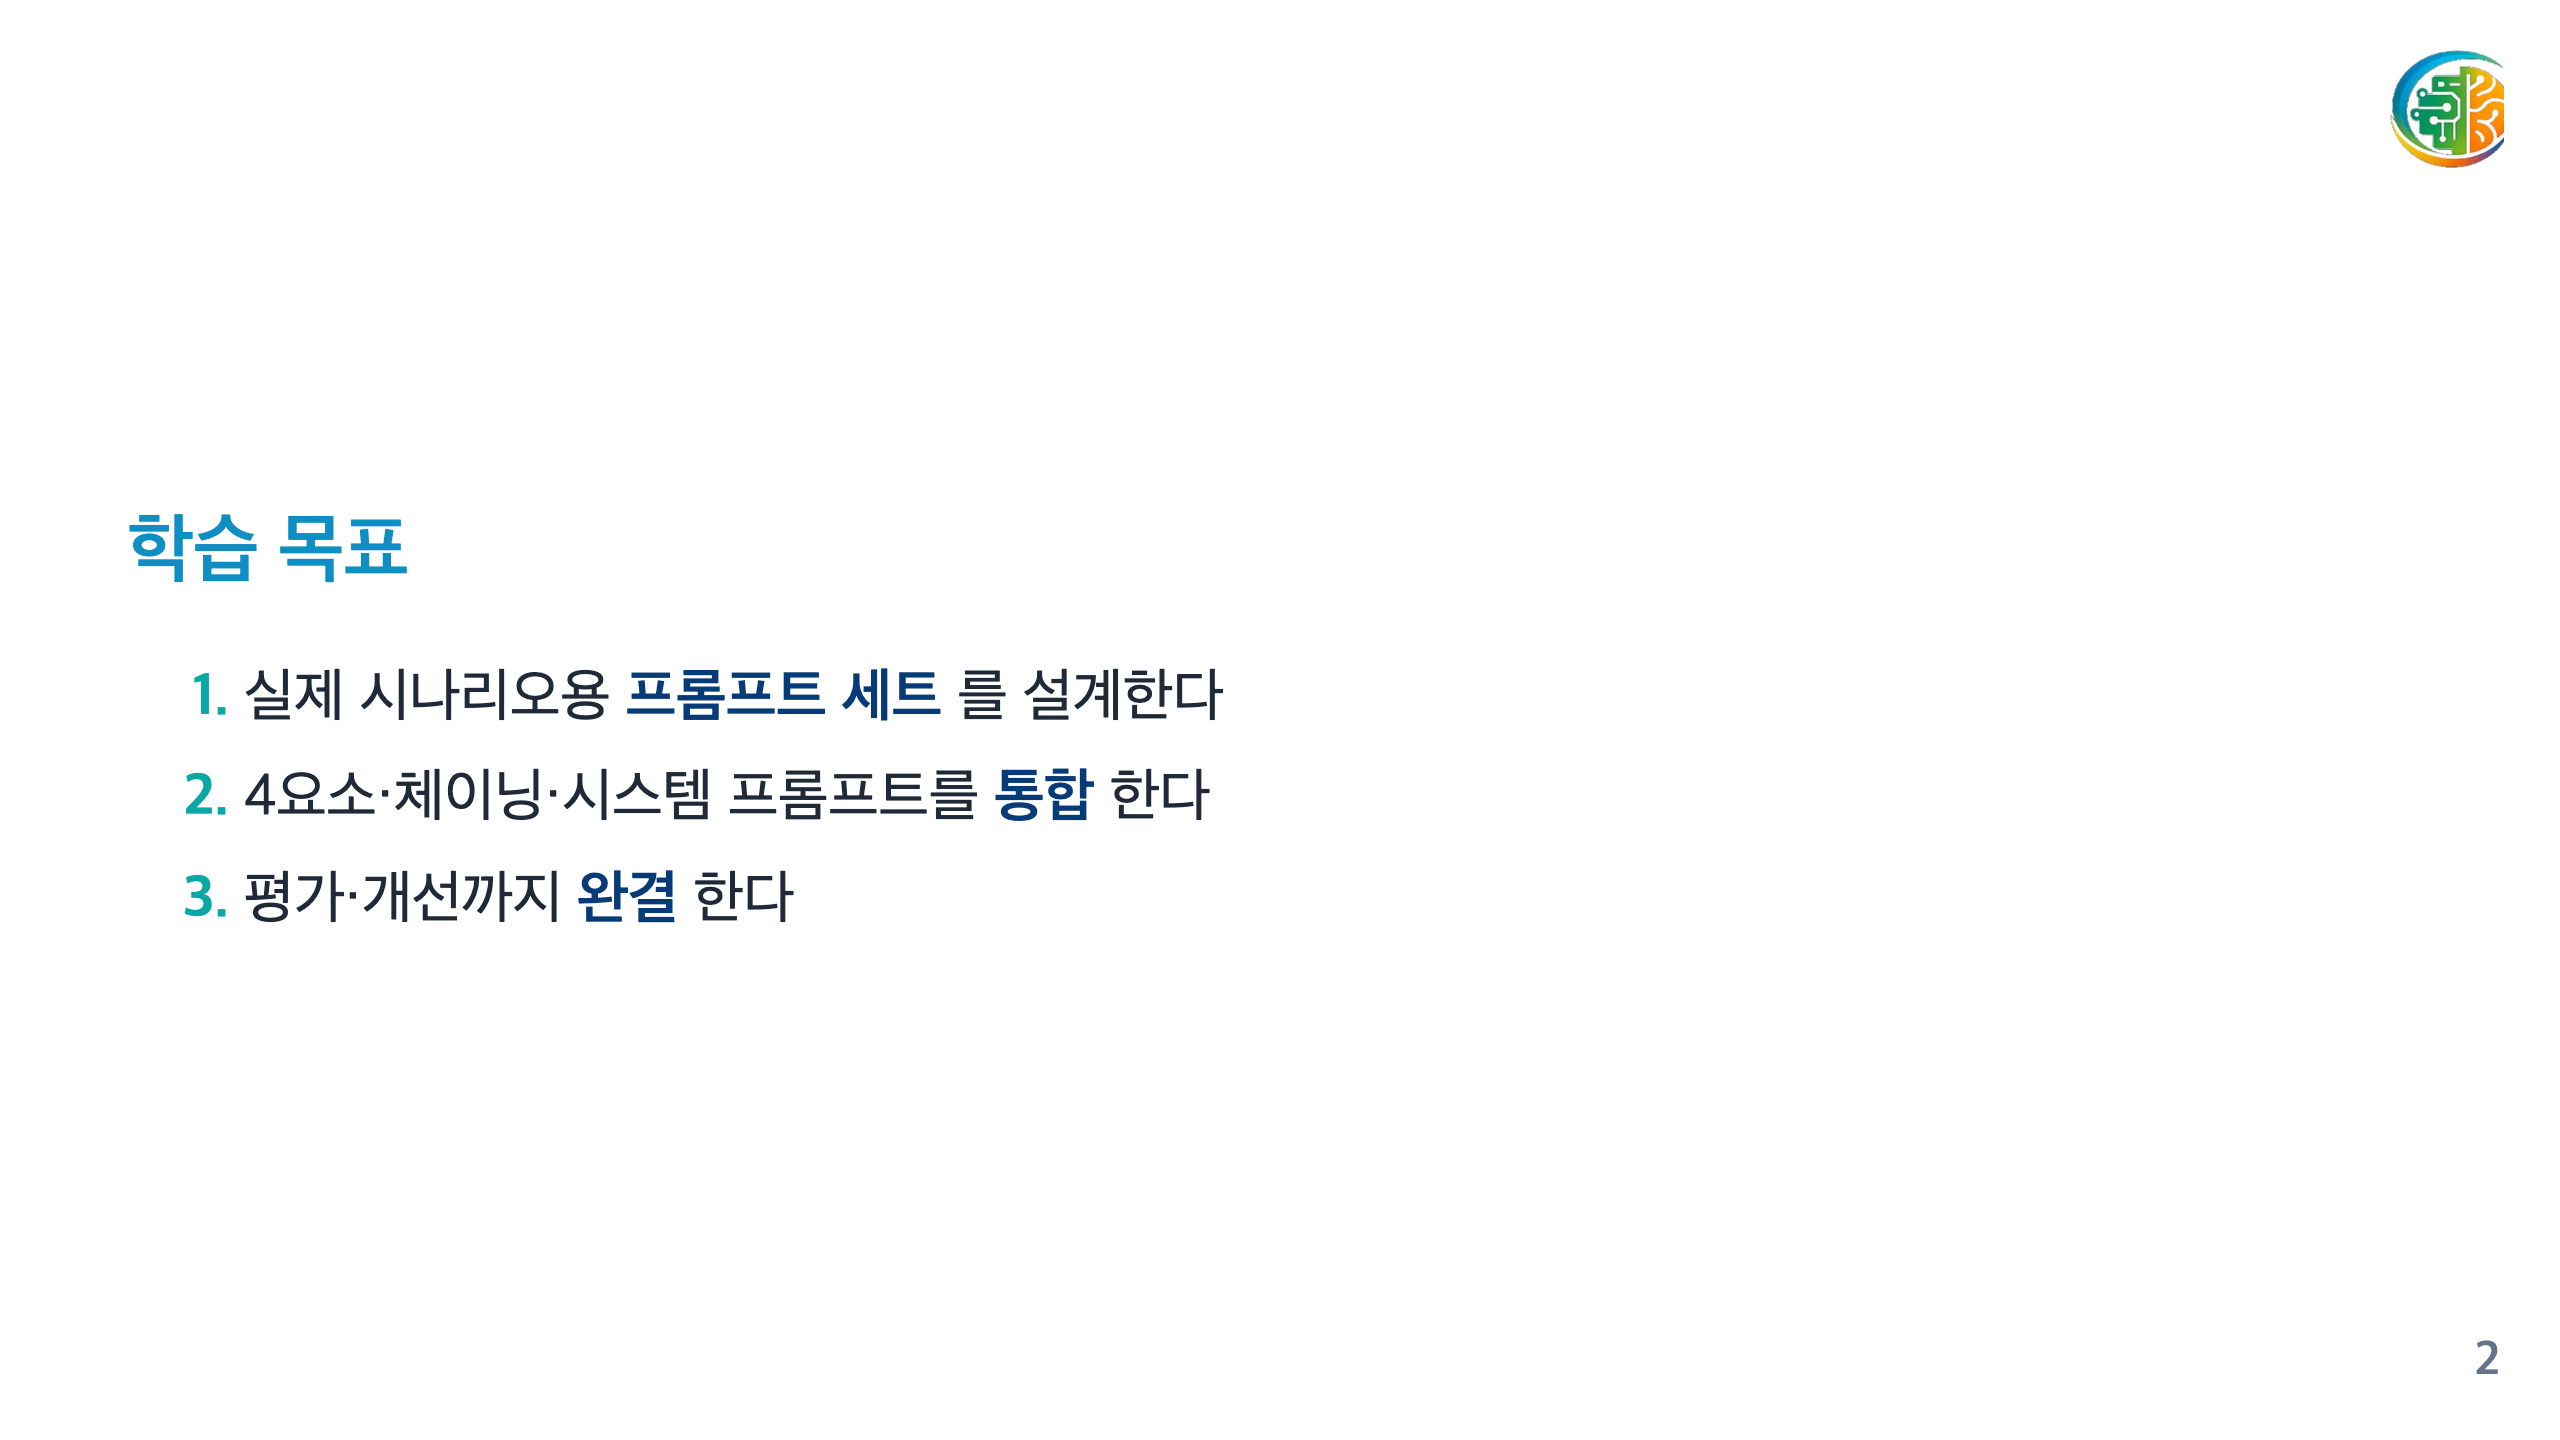 학습 목표
1. 실제 시나리오용 프롬프트 세트 를 설계한다
2. 4요소·체이닝·시스템 프롬프트를 통합 한다
3. 평가·개선까지 완결 한다
2